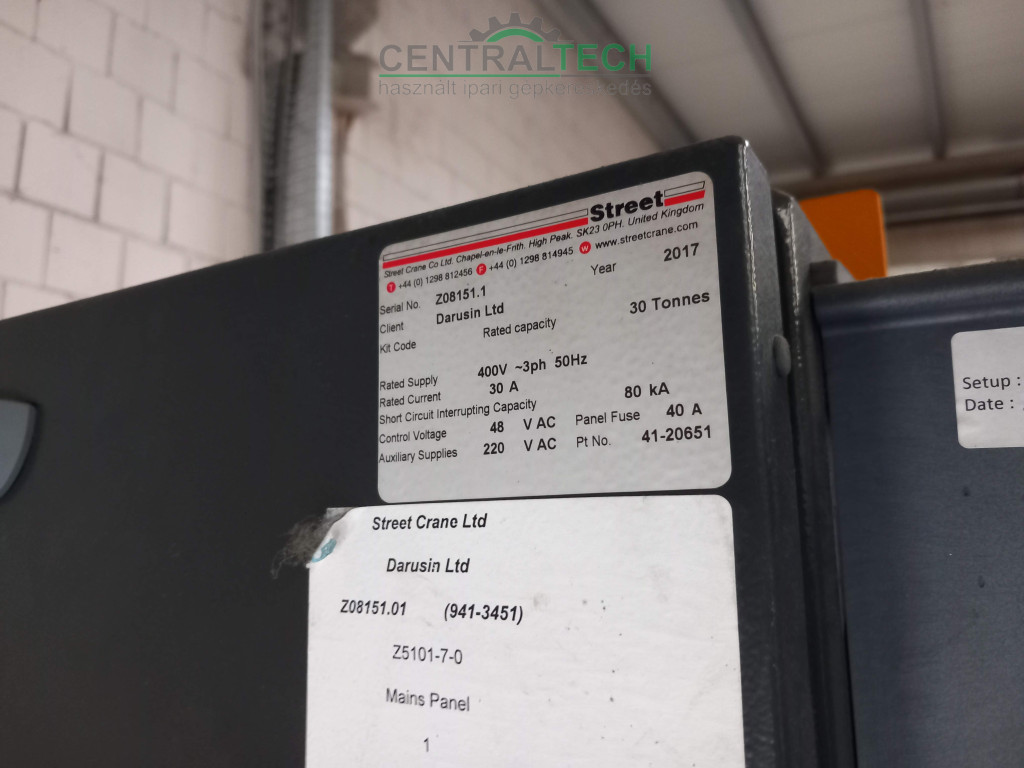 CENTRALTECH
használt ipari gépkereskedés
Street
Street Crane Co Ltd. Chapel-en-le-Frith. High Peak. SK23 0PH. United Kingdom
T +44 (0) 1298 812456 F +44 (0) 1298 814945 W www.streetcrane.com
Serial No. Z08151.1 Year 2017
Client Darusin Ltd
Kit Code Rated capacity 30 Tonnes
Rated Supply 400V ~3ph 50Hz
Rated Current 30 A
Short Circuit Interrupting Capacity 80 kA
Control Voltage 48 V AC Panel Fuse 40 A
Auxiliary Supplies 220 V AC Pt No. 41-20651
Street Crane Ltd
Darusin Ltd
Z08151.01 (941-3451)
Z5101-7-0
Mains Panel
1
Setup :
Date :